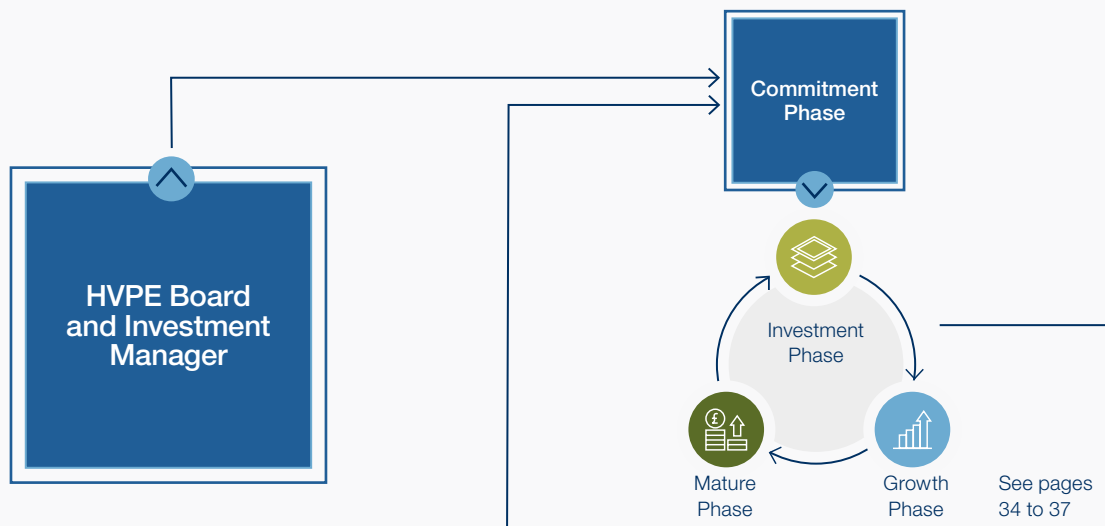 Commitment
Phase
HVPE Board
and Investment
Manager
Investment
Phase
£
Mature
Phase
Growth
Phase
See pages
34 to 37